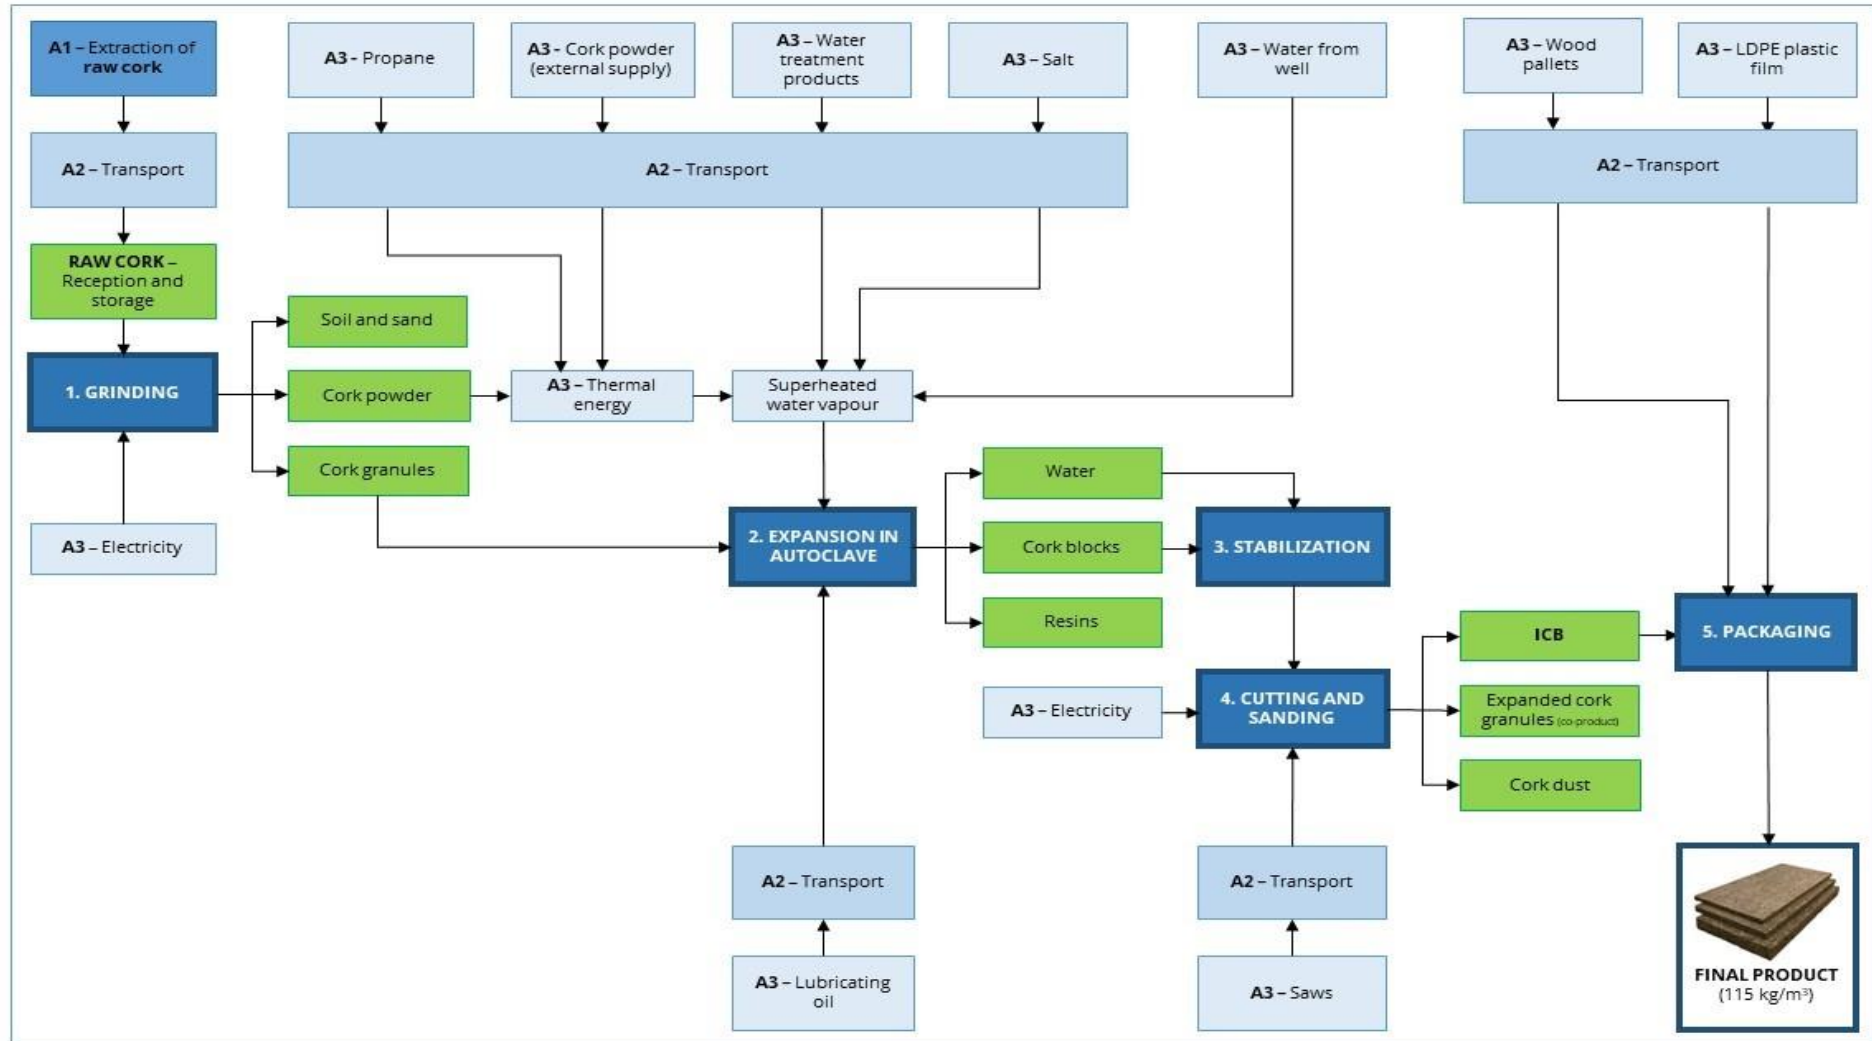 A1 – Extraction of
raw cork
A3 - Propane
A3 - Cork powder
(external supply)
A3 – Water
treatment
products
A3 – Salt
A3 – Water from
well
A3 – Wood
pallets
A3 – LDPE plastic
film
A2 – Transport
A2 – Transport
A2 – Transport
RAW CORK –
Reception and
storage
Soil and sand
1. GRINDING
Cork powder
A3 – Thermal
energy
Superheated
water vapour
Cork granules
Water
A3 – Electricity
2. EXPANSION IN
AUTOCLAVE
Cork blocks
3. STABILIZATION
Resins
ICB
5. PACKAGING
A3 – Electricity
4. CUTTING AND
SANDING
Expanded cork
granules (co-product)
Cork dust
A2 – Transport
A2 – Transport
A3 – Lubricating
oil
A3 – Saws
FINAL PRODUCT
(115 kg/m³)